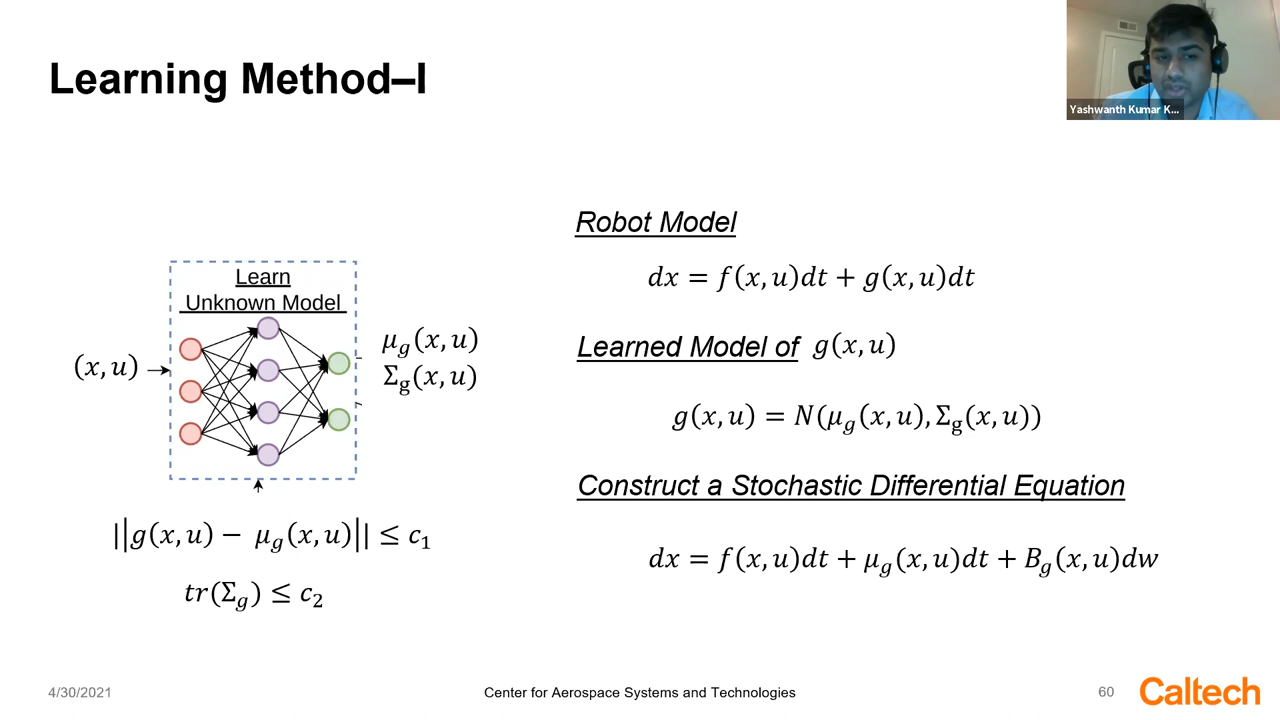 Learning Method–I
Yashwanth Kumar K...
Robot Model
dx = f(x,u)dt + g(x,u)dt
Learn
Unknown Model
(x,u)
μ_g(x,u)
Σ_g(x,u)
Learned Model of g(x,u)
g(x,u) = N(μ_g(x,u),Σ_g(x,u))
Construct a Stochastic Differential Equation
||g(x,u) − μ_g(x,u)|| ≤ c_1
dx = f(x,u)dt + μ_g(x,u)dt + B_g(x,u)dw
tr(Σ_g) ≤ c_2
4/30/2021
Center for Aerospace Systems and Technologies
60
Caltech